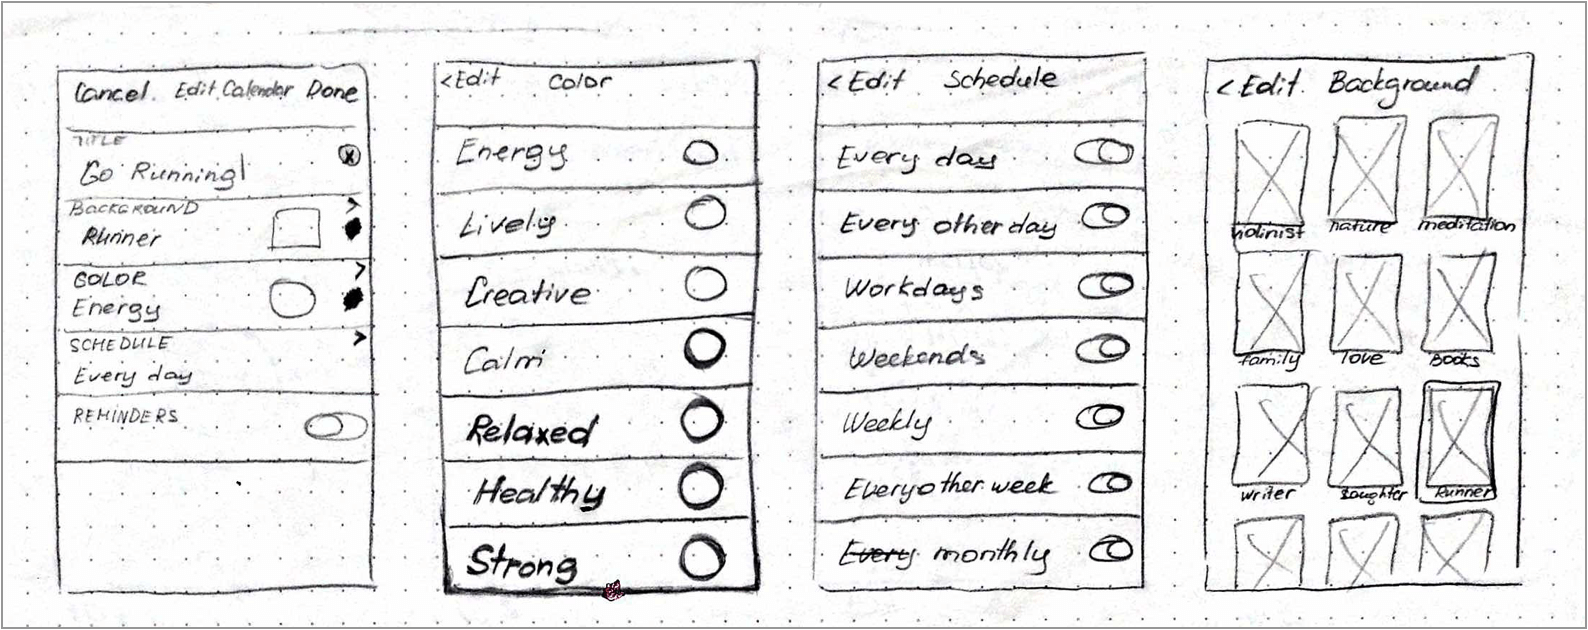 Cancel. Edit Calendar Done
TITLE
Go Running
BACKGROUND >
Runner
COLOR >
Energy
SCHEDULE >
Every day
REMINDERS
< Edit Color
Energy
Lively
Creative
Calm
Relaxed
Healthy
Strong
< Edit Schedule
Every day
Every other day
Workdays
Weekends
Weekly
Every other week
Every monthly
< Edit. Background
violinist nature meditation
family love Books
writer daughter Runner